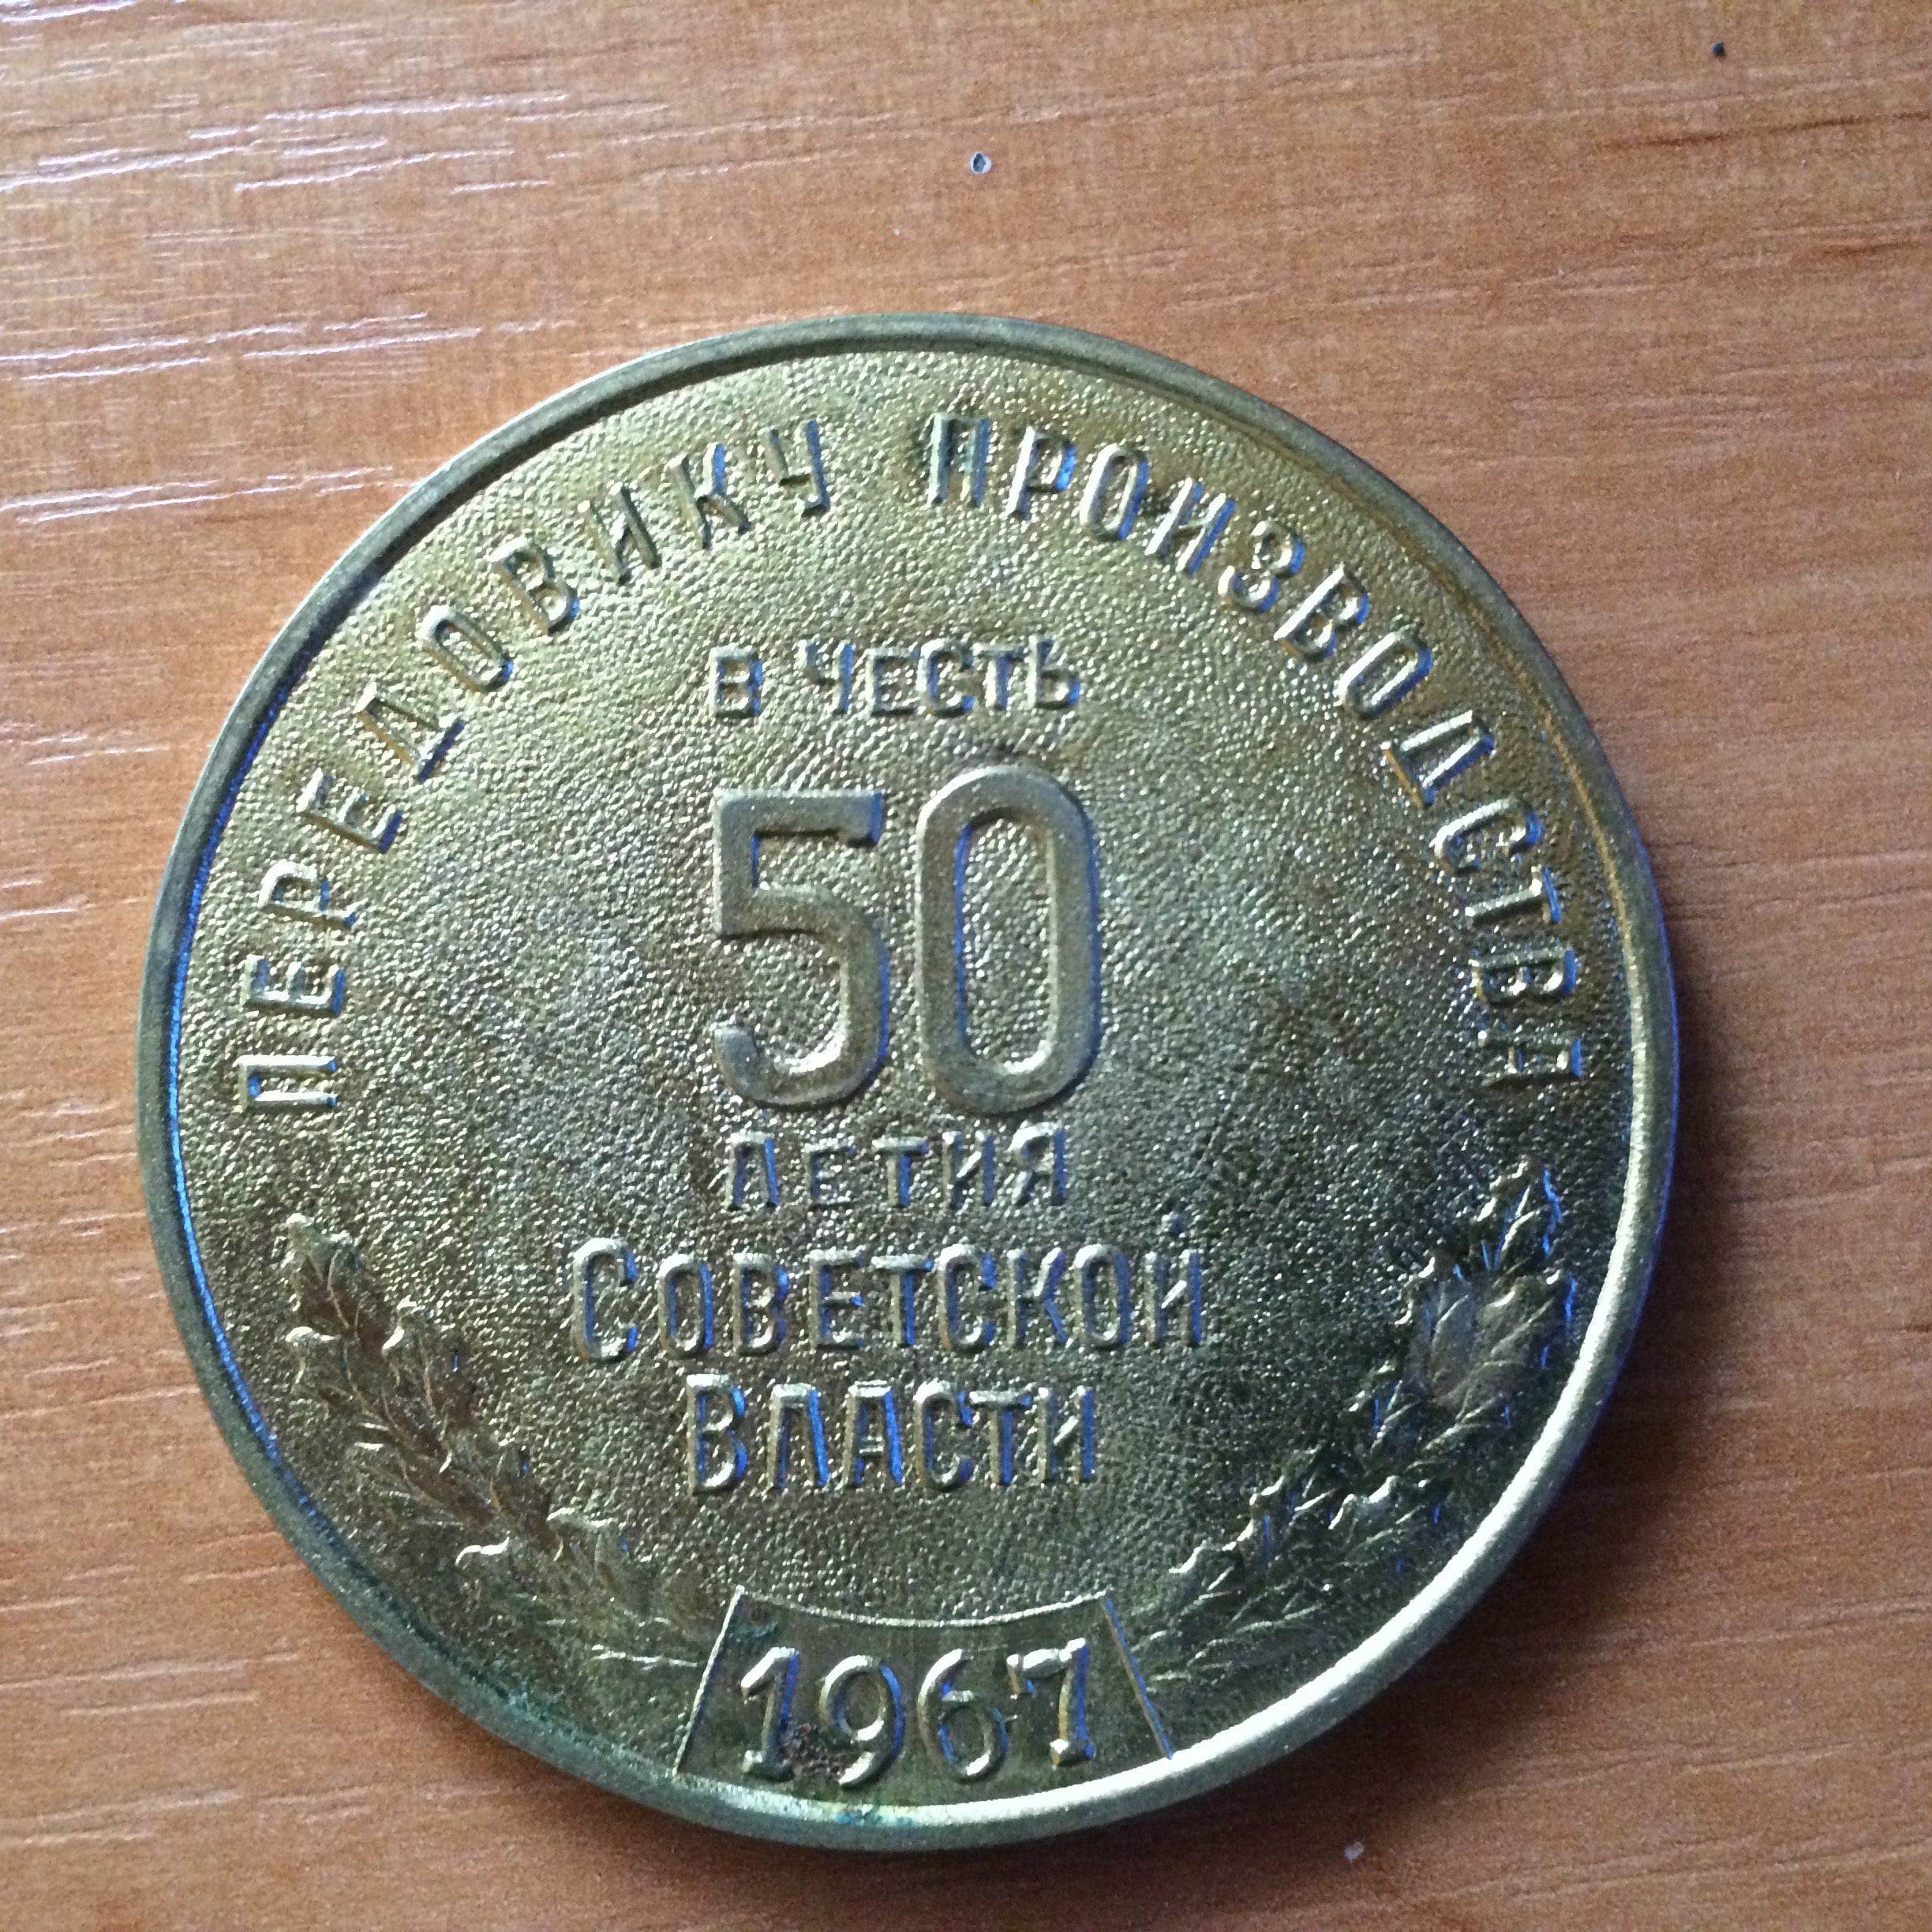 ПЕРЕДОВИКУ ПРОИЗВОДСТВА
В ЧЕСТЬ
50
ЛЕТИЯ
СОВЕТСКОЙ
ВЛАСТИ
1967